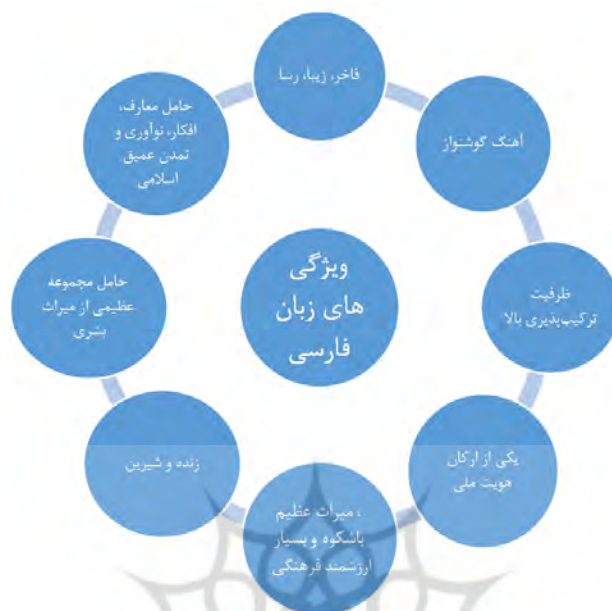 ویژگی
های زبان
فارسی
فاخر، زیبا، رسا
آهنگ گوشنواز
ظرفیت
ترکیب‌پذیری بالا
یکی از ارکان
هویت ملی
، میراث عظیم
باشکوه و بسیار
ارزشمند فرهنگی
زنده و شیرین
حامل مجموعه
عظیمی از میراث
بشری
حامل معارف،
افکار، نوآوری و
تمدن عمیق
اسلامی